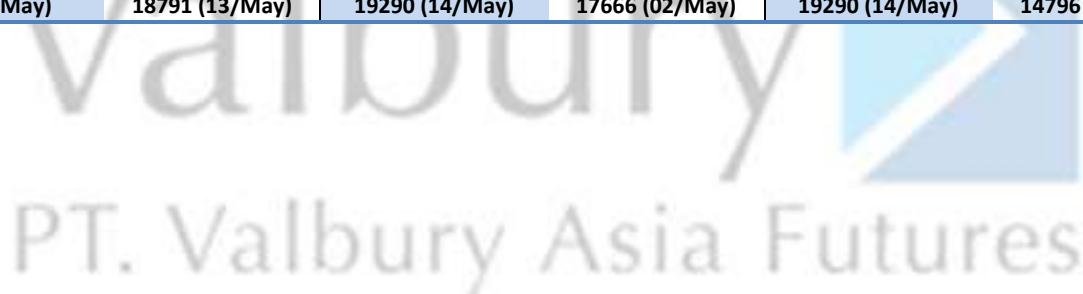 May) 18791 (13/May) 19290 (14/May) 17666 (02/May) 19290 (14/May) 14796
Valbury
PT. Valbury Asia Futures